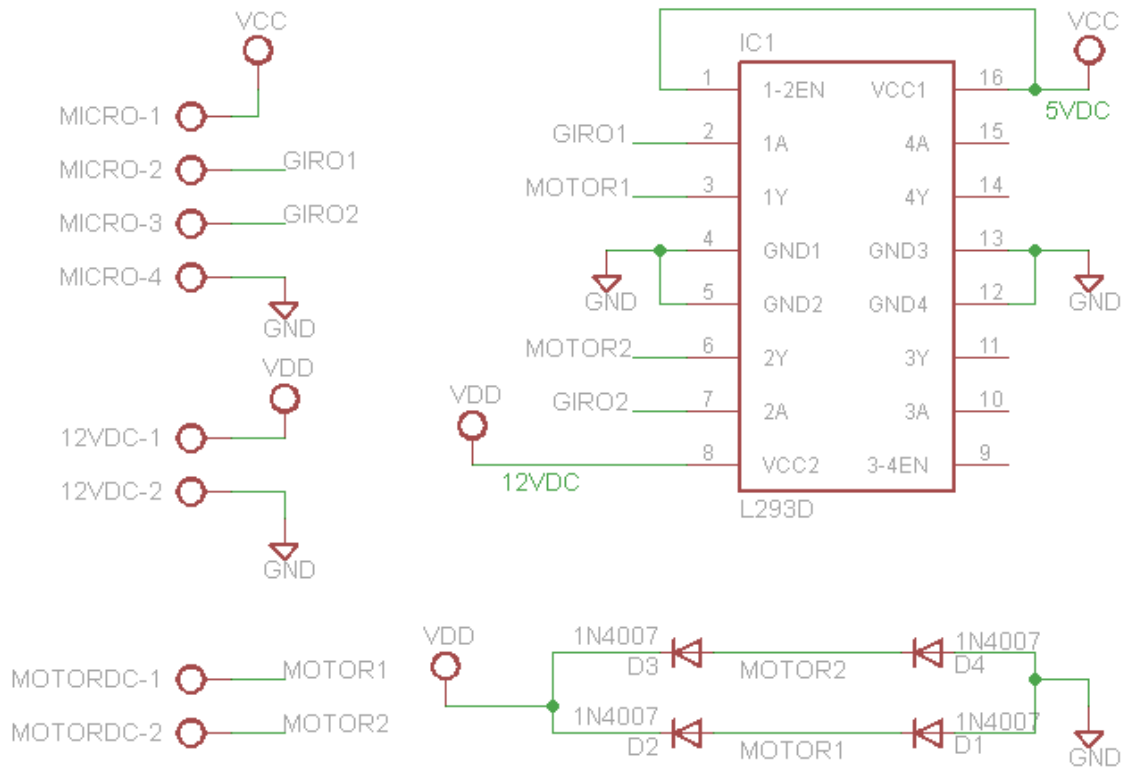 VCC
MICRO-1
MICRO-2 GIRO1
MICRO-3 GIRO2
MICRO-4
GND
VDD
12VDC-1
12VDC-2
GND
MOTORDC-1 MOTOR1
MOTORDC-2 MOTOR2
IC1
VCC
1 1-2EN VCC1 16
5VDC
GIRO1 2 1A 4A 15
MOTOR1 3 1Y 4Y 14
4 GND1 GND3 13
GND GND
5 GND2 GND4 12
MOTOR2 6 2Y 3Y 11
GIRO2 7 2A 3A 10
VDD
8 VCC2 3-4EN 9
12VDC
L293D
VDD
1N4007 1N4007
D3 MOTOR2 D4
1N4007 1N4007
D2 MOTOR1 D1
GND